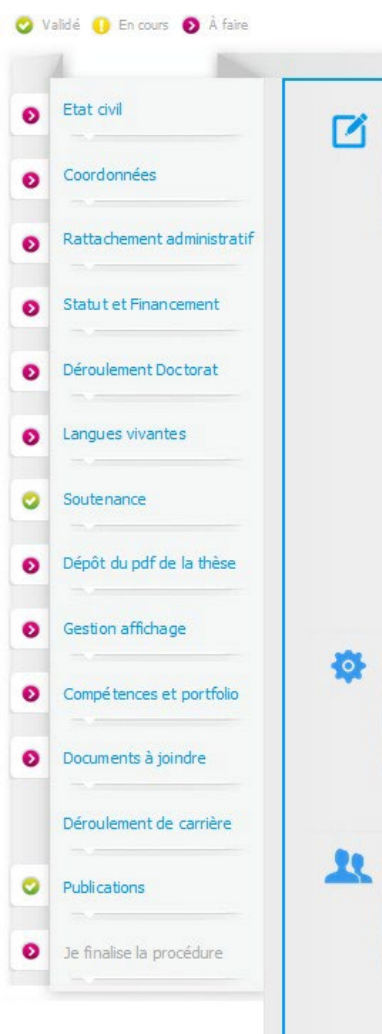 Validé En cours À faire
Etat civil
Coordonnées
Rattachement administratif
Statut et Financement
Déroulement Doctorat
Langues vivantes
Soutenance
Dépôt du pdf de la thèse
Gestion affichage
Compétences et portfolio
Documents à joindre
Déroulement de carrière
Publications
Je finalise la procédure